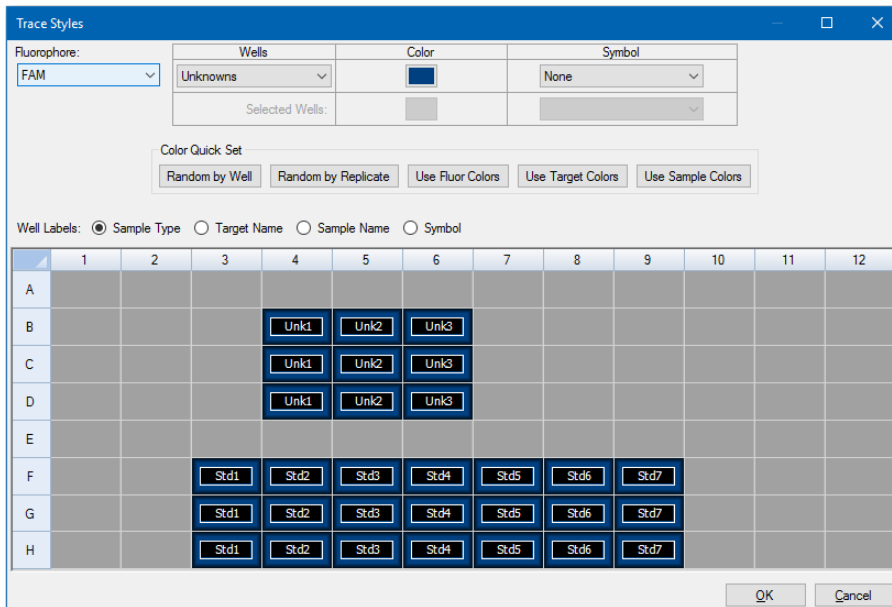 Trace Styles
Fluorophore: Wells Color Symbol
FAM Unknowns None
Selected Wells:
Color Quick Set
Random by Well Random by Replicate Use Fluor Colors Use Target Colors Use Sample Colors
Well Labels: Sample Type Target Name Sample Name Symbol
1 2 3 4 5 6 7 8 9 10 11 12
A
B Unk1 Unk2 Unk3
C Unk1 Unk2 Unk3
D Unk1 Unk2 Unk3
E
F Std1 Std2 Std3 Std4 Std5 Std6 Std7
G Std1 Std2 Std3 Std4 Std5 Std6 Std7
H Std1 Std2 Std3 Std4 Std5 Std6 Std7
OK Cancel